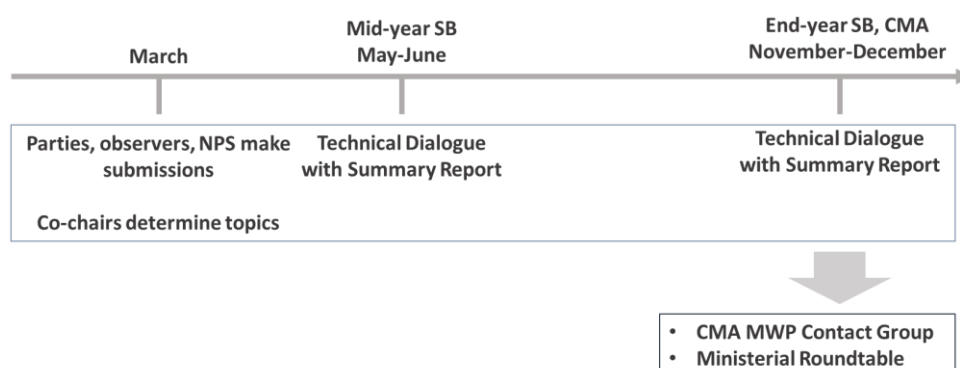 March
Mid-year SB
May-June
End-year SB, CMA
November-December
Parties, observers, NPS make
submissions
Co-chairs determine topics
Technical Dialogue
with Summary Report
Technical Dialogue
with Summary Report
• CMA MWP Contact Group
• Ministerial Roundtable